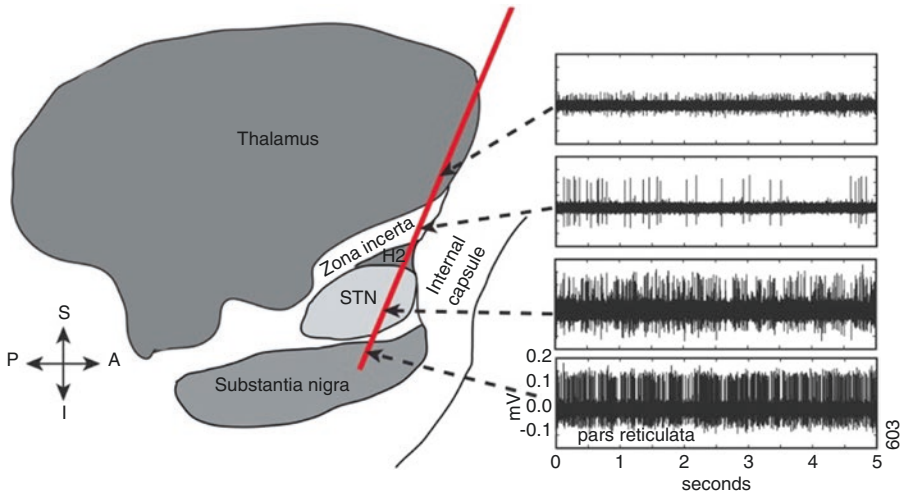 Thalamus
Zona incerta
H2
Internal
capsule
STN
S
P
A
I
Substantia nigra
0.2
0.1
0.0
-0.1
mV
pars reticulata
0
1
2
3
4
5
seconds
603